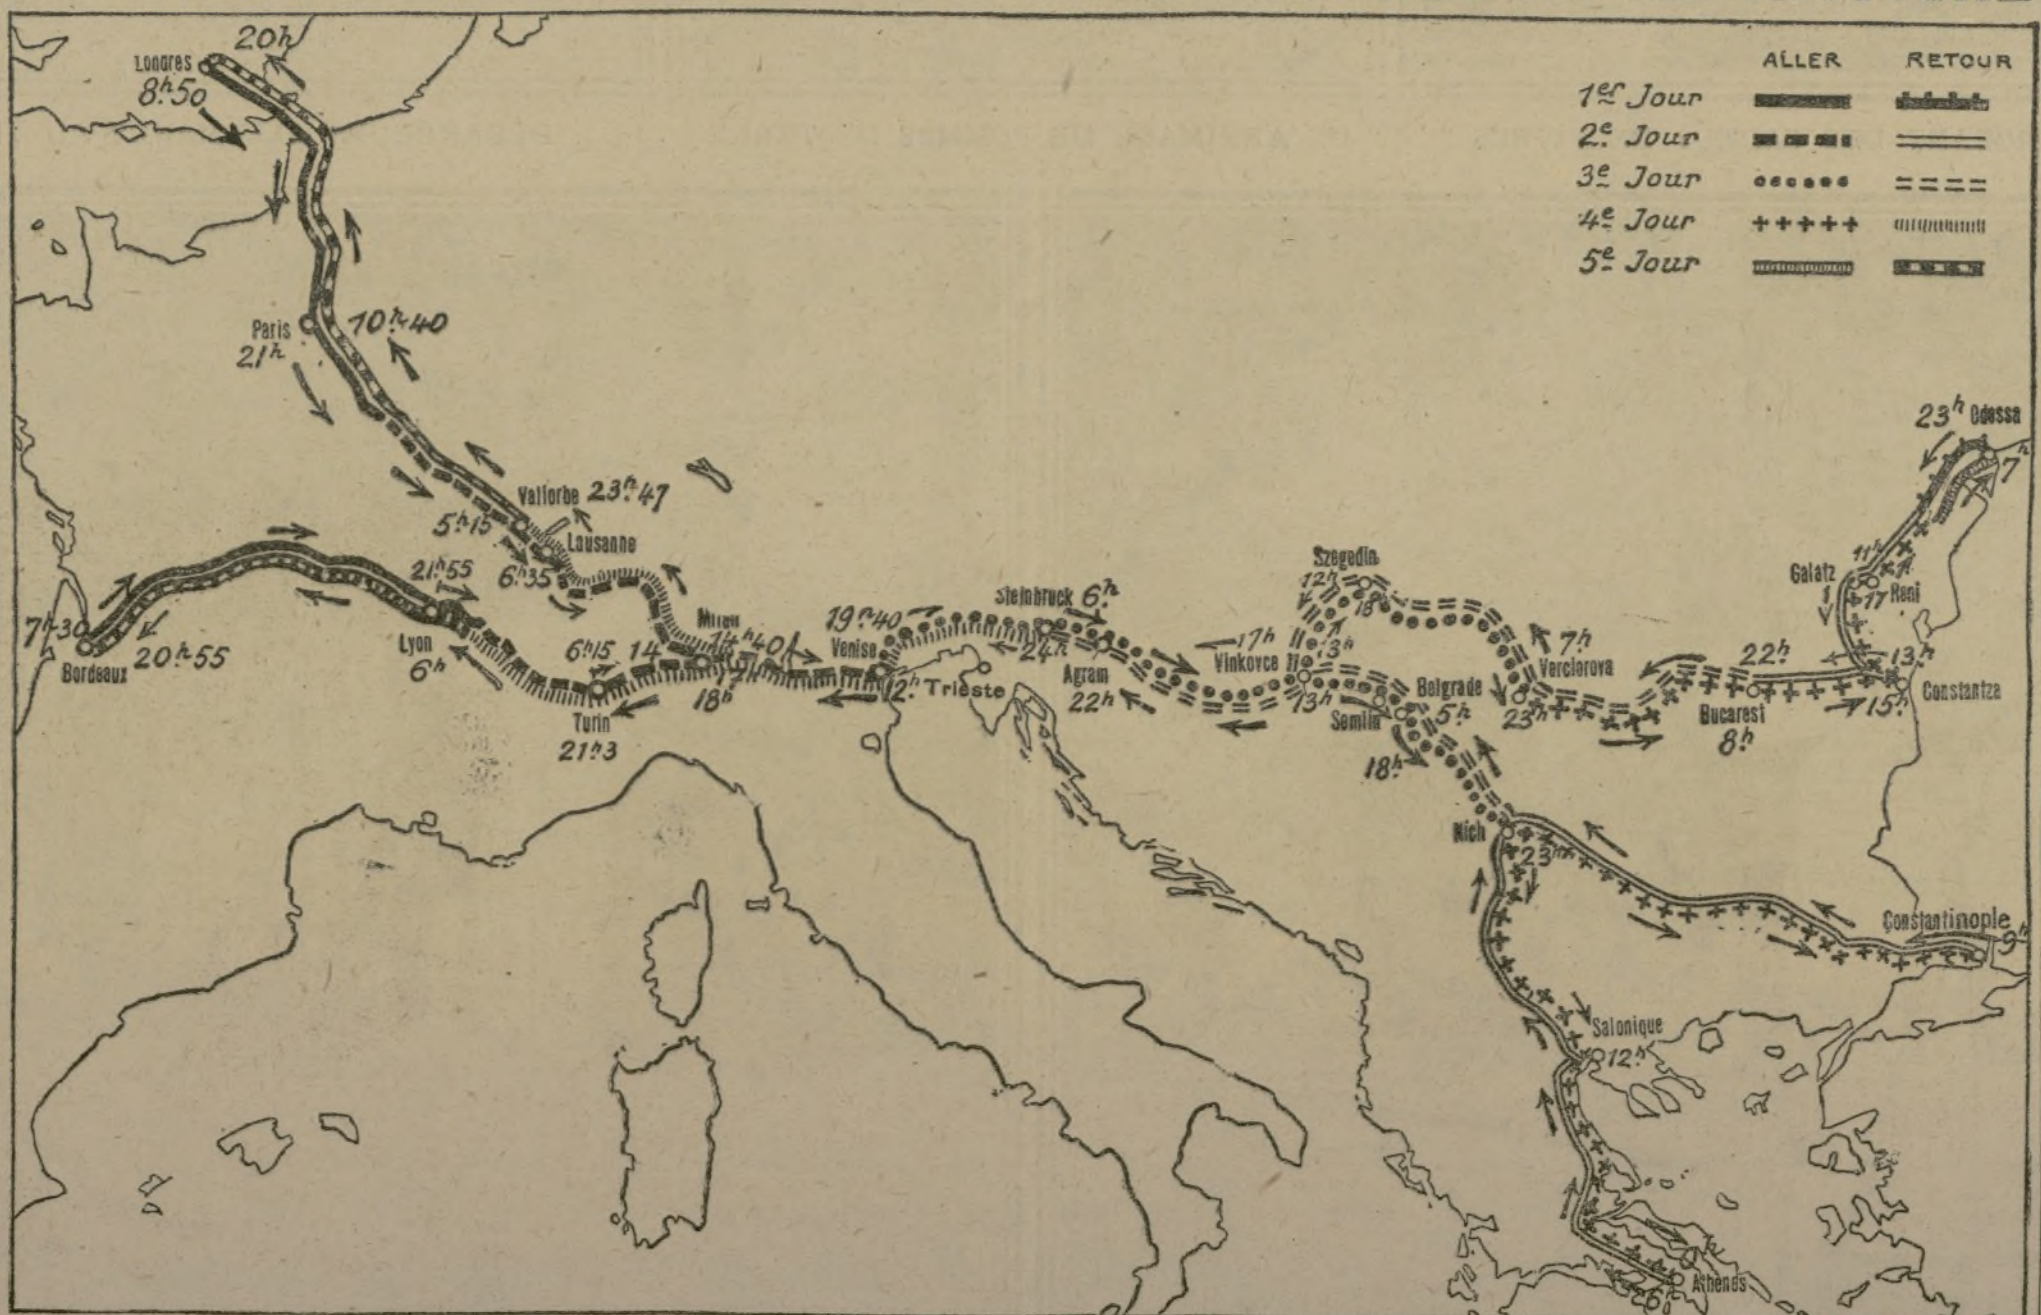 ALLER RETOUR
1er Jour
2e Jour
3e Jour
4e Jour
5e Jour
20h
Londres
8h50
Paris
21h
10h40
Vallorbe 23h47
5h15
Lausanne
6h35
21h55
7h30
Bordeaux
20h55
Lyon
6h
6h15
Turin
21h3
Milan
14h40
14
18h
19h40
Venise
12h
Trieste
Steinbruck 6h
24h
Agram
22h
17h
Vinkovce
13h
13h
Szegedin
12h
18
Belgrade
5h
Semlin
18h
7h
Verciorova
23h
22h
Bucarest
8h
13h
Constantza
15h
Galatz
11h
17
Reni
23h Odessa
7h
Nich
23h
Constantinople
9h
Salonique
12h
Athènes